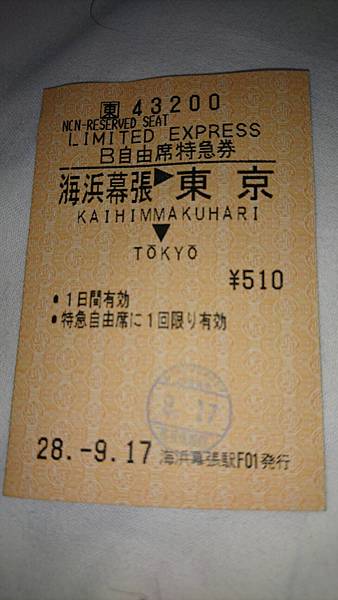 東 43200
NON-RESERVED SEAT
LIMITED EXPRESS
B自由席特急券
海浜幕張▶東京
KAIHIMMAKUHARI
▼
TŌKYŌ
¥510
・1日間有効
・特急自由席に1回限り有効
9.17
28.-9.17 海浜幕張駅F01発行